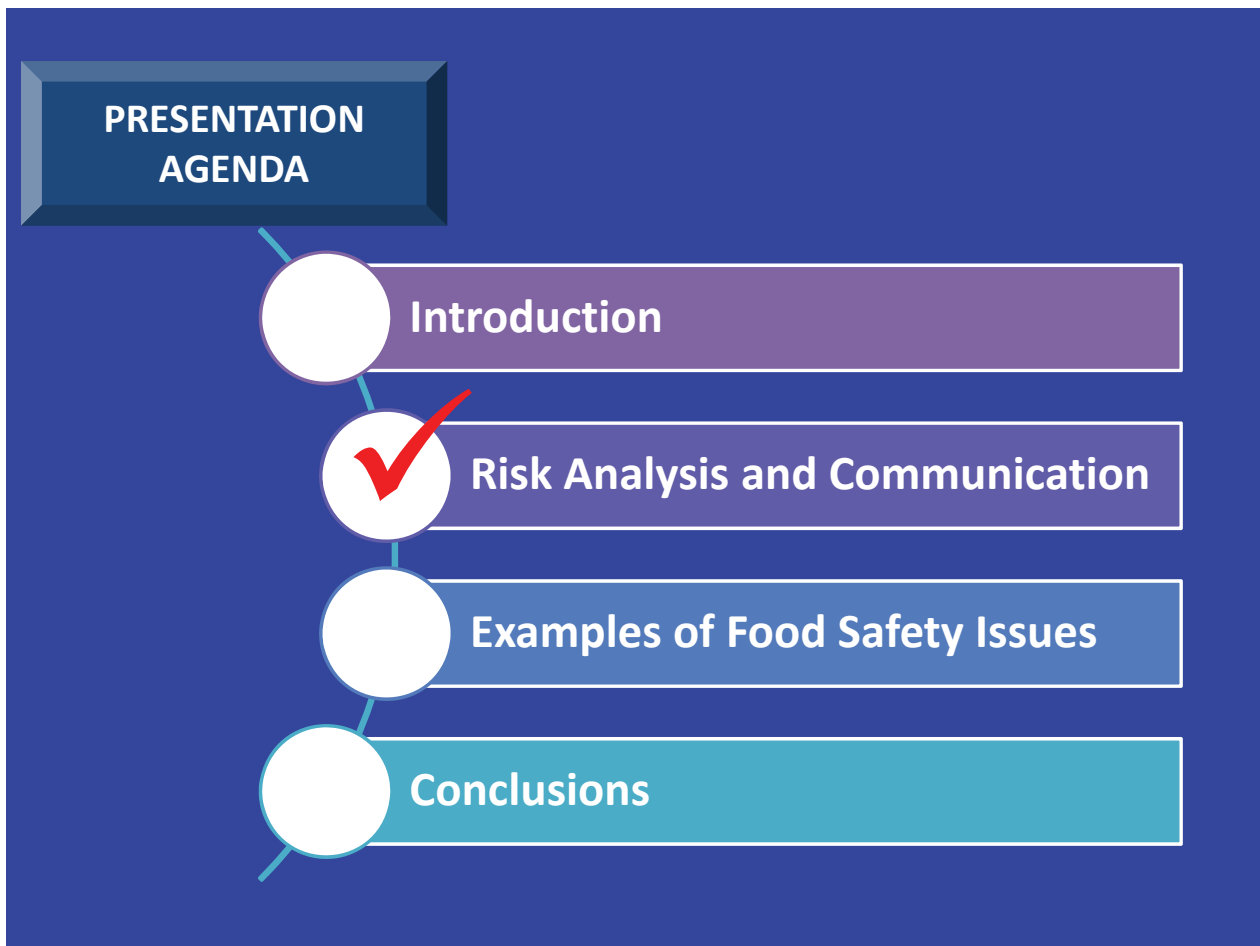 PRESENTATION
AGENDA
Introduction
Risk Analysis and Communication
Examples of Food Safety Issues
Conclusions